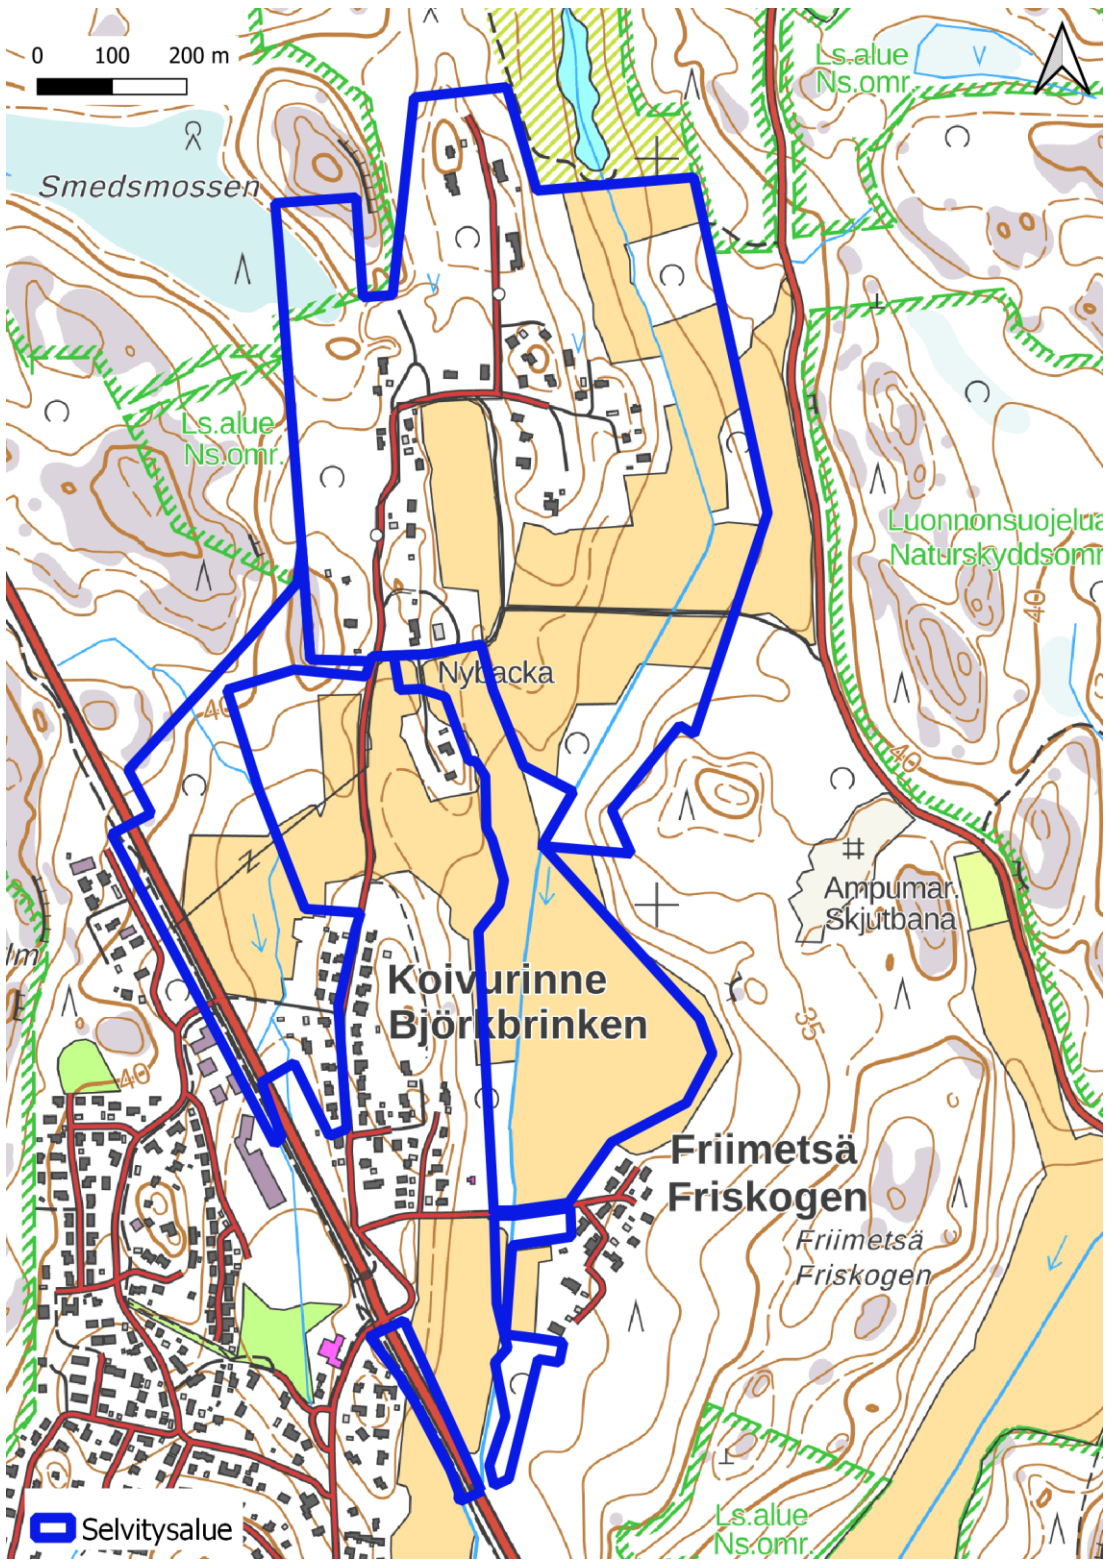 0 100 200 m
Ls.alue
Ns.omr.
Smedsmossen
Ls.alue
Ns.omr.
Luonnonsuojelua
Naturskyddsomr
40
Nybacka
40
40
Ampumar.
Skjutbana
lm
Koivurinne
Björkbrinken
35
40
Friimetsä
Friskogen
Friimetsä
Friskogen
Ls.alue
Ns.omr.
Selvitysalue